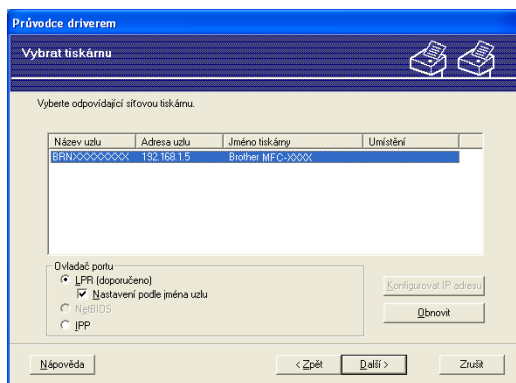 Průvodce driverem
Vybrat tiskárnu
Vyberte odpovídající síťovou tiskárnu.
Název uzlu Adresa uzlu Jméno tiskárny Umístění
BRNXXXXXXXX 192.168.1.5 Brother MFC-XXXX
Ovladač portu
LPR (doporučeno)
Nastavení podle jména uzlu
NetBIOS
IPP
Konfigurovat IP adresu
Obnovit
Nápověda < Zpět Další > Zrušit